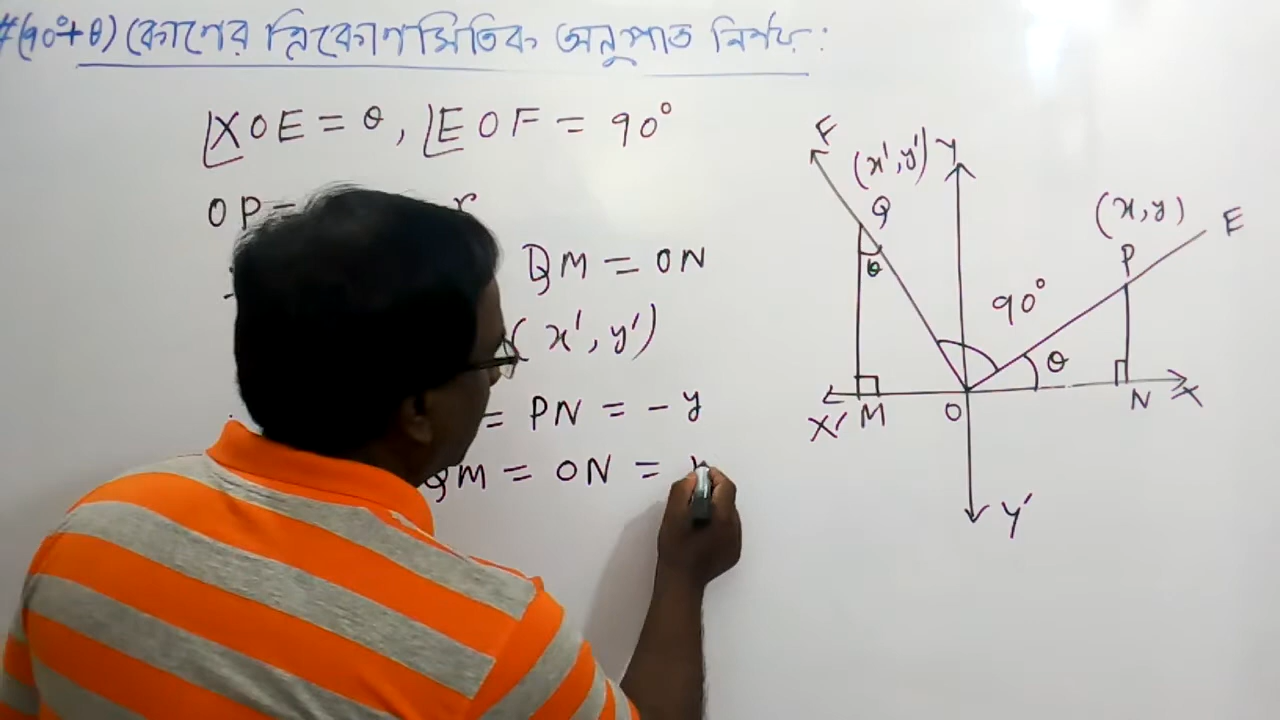 #(90°+θ) কোণের ত্রিকোণমিতিক অনুপাত নির্ণয়:
∠XOE = θ, ∠EOF = 90°
OP =
r
QM = ON
(x', y')
= PN = -y
QM = ON =
F
(x', y')
Y
Q
θ
(x, y)
E
P
90°
θ
X'
M
O
N
X
Y'